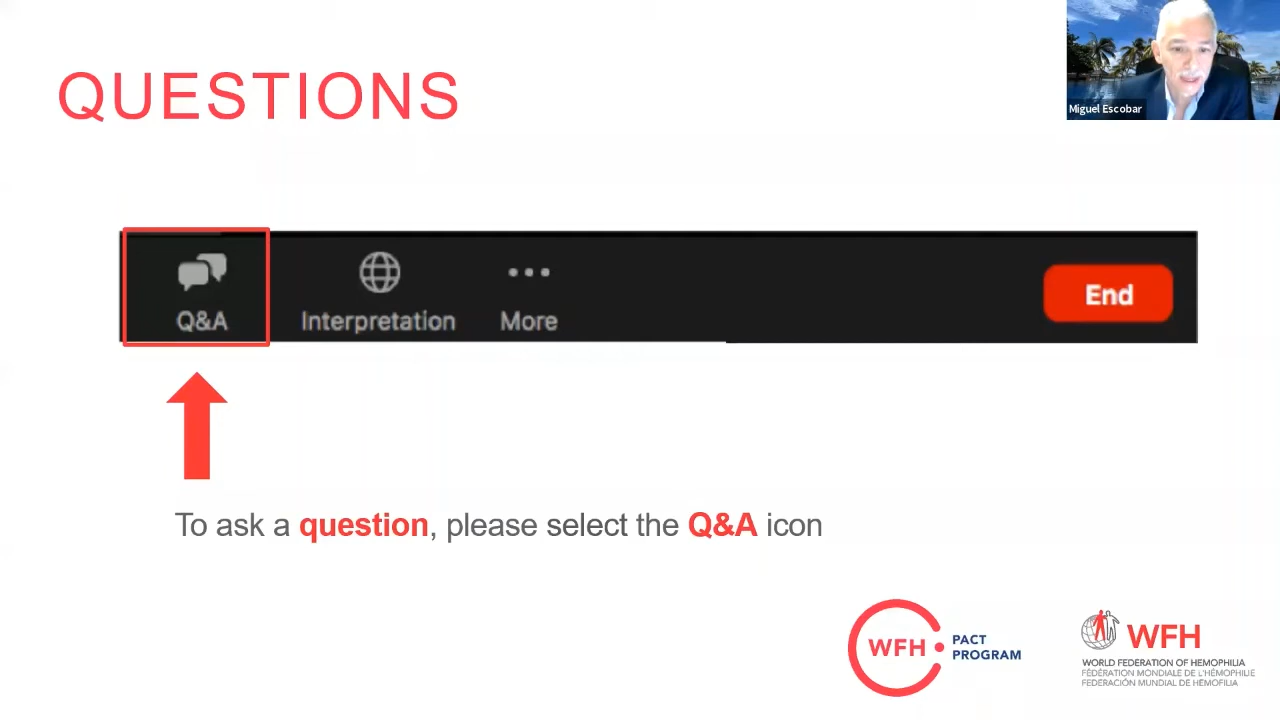 Miguel Escobar
QUESTIONS
Q&A
Interpretation
More
End
To ask a question, please select the Q&A icon
WFH
PACT
PROGRAM
WFH
WORLD FEDERATION OF HEMOPHILIA
FÉDÉRATION MONDIALE DE L'HÉMOPHILIE
FEDERACIÓN MUNDIAL DE HEMOFILIA